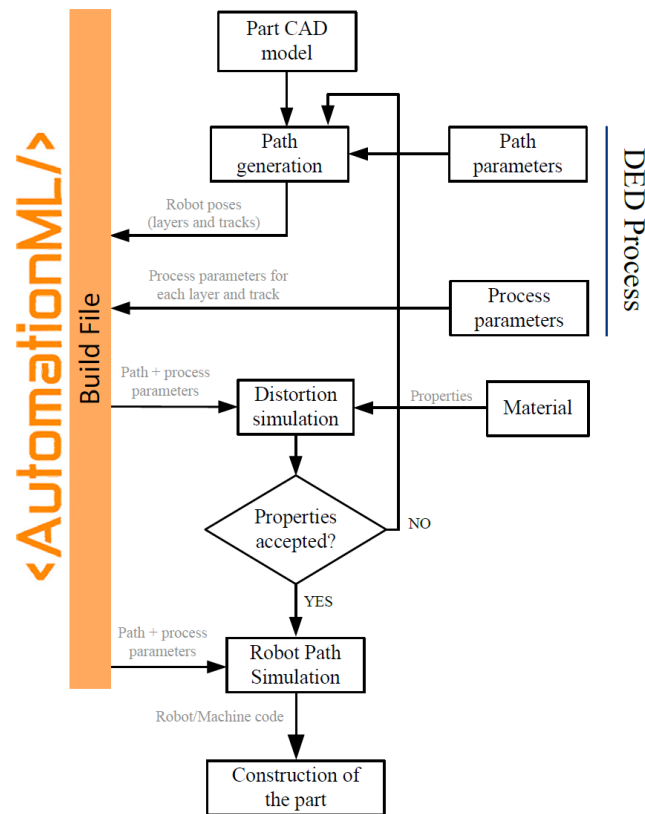 Part CAD
model
Path
generation
Path
parameters
Robot poses
(layers and tracks)
Process parameters for
each layer and track
Process
parameters
DED Process
<AutomationML/>
Build File
Path + process
parameters
Distortion
simulation
Properties
Material
Properties
accepted?
NO
YES
Path + process
parameters
Robot Path
Simulation
Robot/Machine code
Construction of
the part